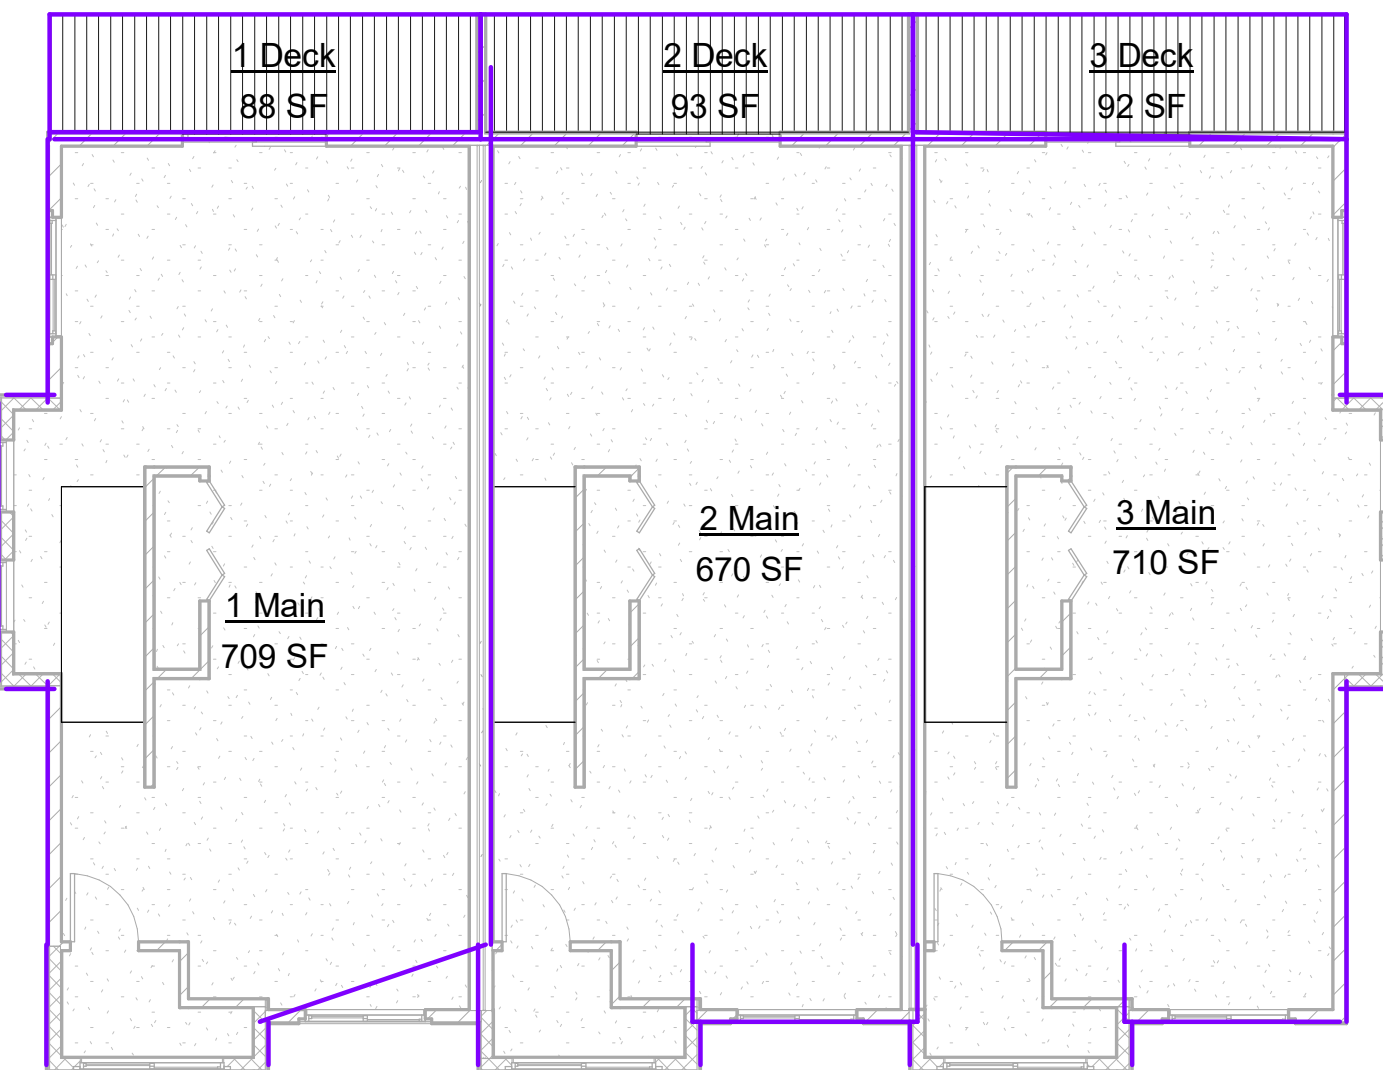 1 Deck
88 SF
2 Deck
93 SF
3 Deck
92 SF
1 Main
709 SF
2 Main
670 SF
3 Main
710 SF